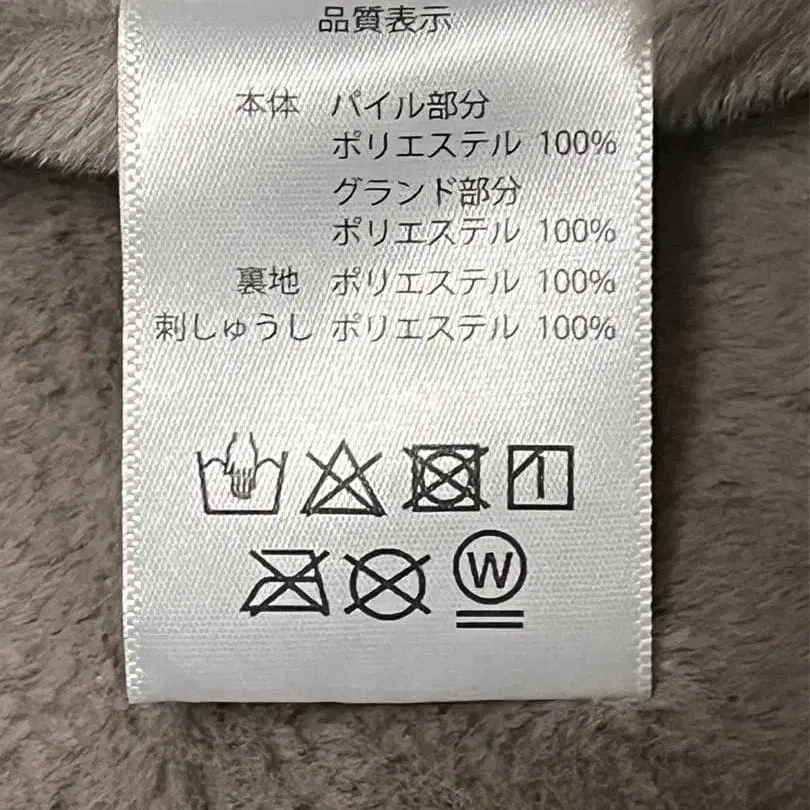 品質表示
本体 パイル部分
ポリエステル 100%
グランド部分
ポリエステル 100%
裏地 ポリエステル 100%
刺しゅうし ポリエステル 100%
W